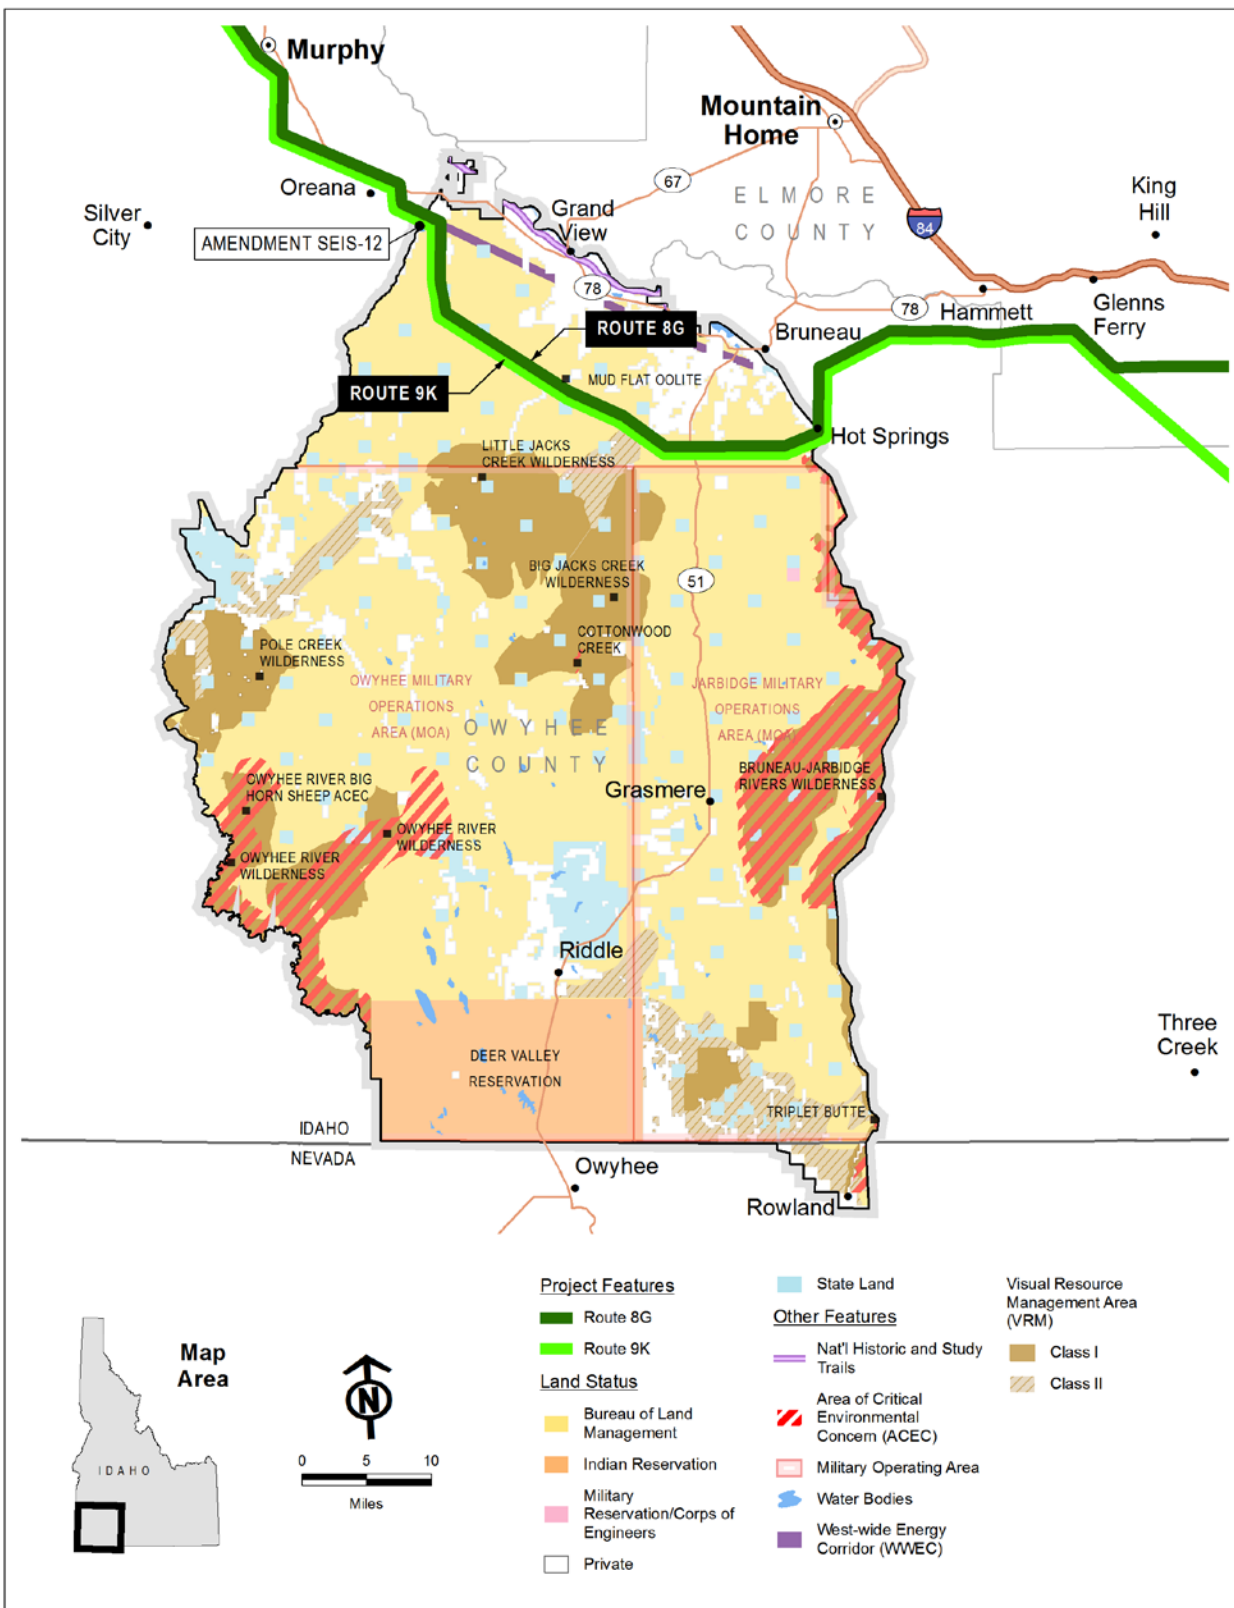 Murphy
Mountain
Home
67
ELMORE
COUNTY
King
Hill
Oreana
Silver
City
Grand
View
84
AMENDMENT SEIS-12
78
78
Hammett
Glenns
Ferry
ROUTE 8G
Bruneau
ROUTE 9K
MUD FLAT OOLITE
Hot Springs
LITTLE JACKS
CREEK WILDERNESS
BIG JACKS CREEK
WILDERNESS
51
COTTONWOOD
CREEK
POLE CREEK
WILDERNESS
OWYHEE MILITARY
OPERATIONS
AREA (MOA)
JARBIDGE MILITARY
OPERATIONS
AREA (MOA)
OWYHEE
COUNTY
BRUNEAU-JARBIDGE
RIVERS WILDERNESS
OWYHEE RIVER BIG
HORN SHEEP ACEC
Grasmere
OWYHEE RIVER
WILDERNESS
OWYHEE RIVER
WILDERNESS
Riddle
Three
Creek
DEER VALLEY
RESERVATION
TRIPLET BUTTE
IDAHO
NEVADA
Owyhee
Rowland
Map
Area
IDAHO
N
0 5 10
Miles
Project Features
Route 8G
Route 9K
Land Status
Bureau of Land
Management
Indian Reservation
Military
Reservation/Corps of
Engineers
Private
State Land
Other Features
Nat'l Historic and Study
Trails
Area of Critical
Environmental
Concern (ACEC)
Military Operating Area
Water Bodies
West-wide Energy
Corridor (WWEC)
Visual Resource
Management Area
(VRM)
Class I
Class II